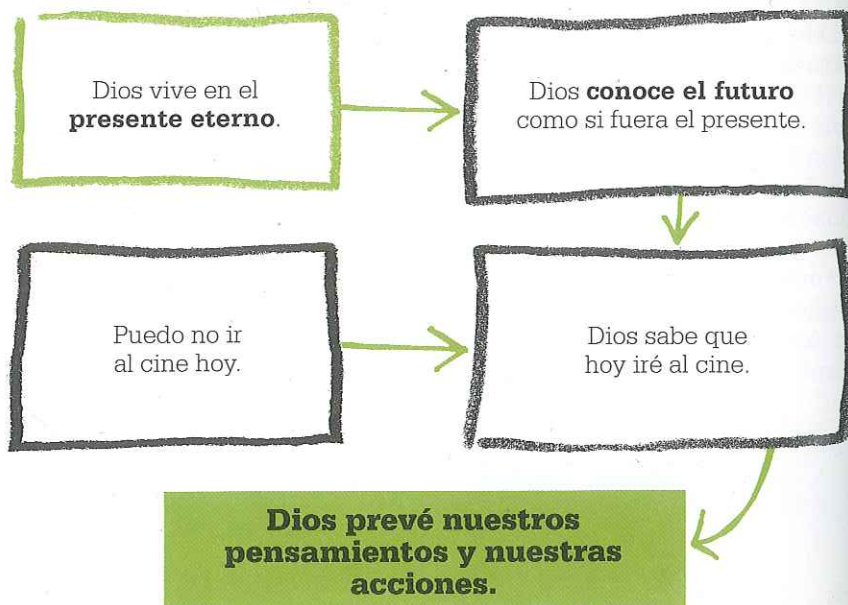 Dios vive en el
presente eterno.
Dios conoce el futuro
como si fuera el presente.
Puedo no ir
al cine hoy.
Dios sabe que
hoy iré al cine.
Dios prevé nuestros
pensamientos y nuestras
acciones.